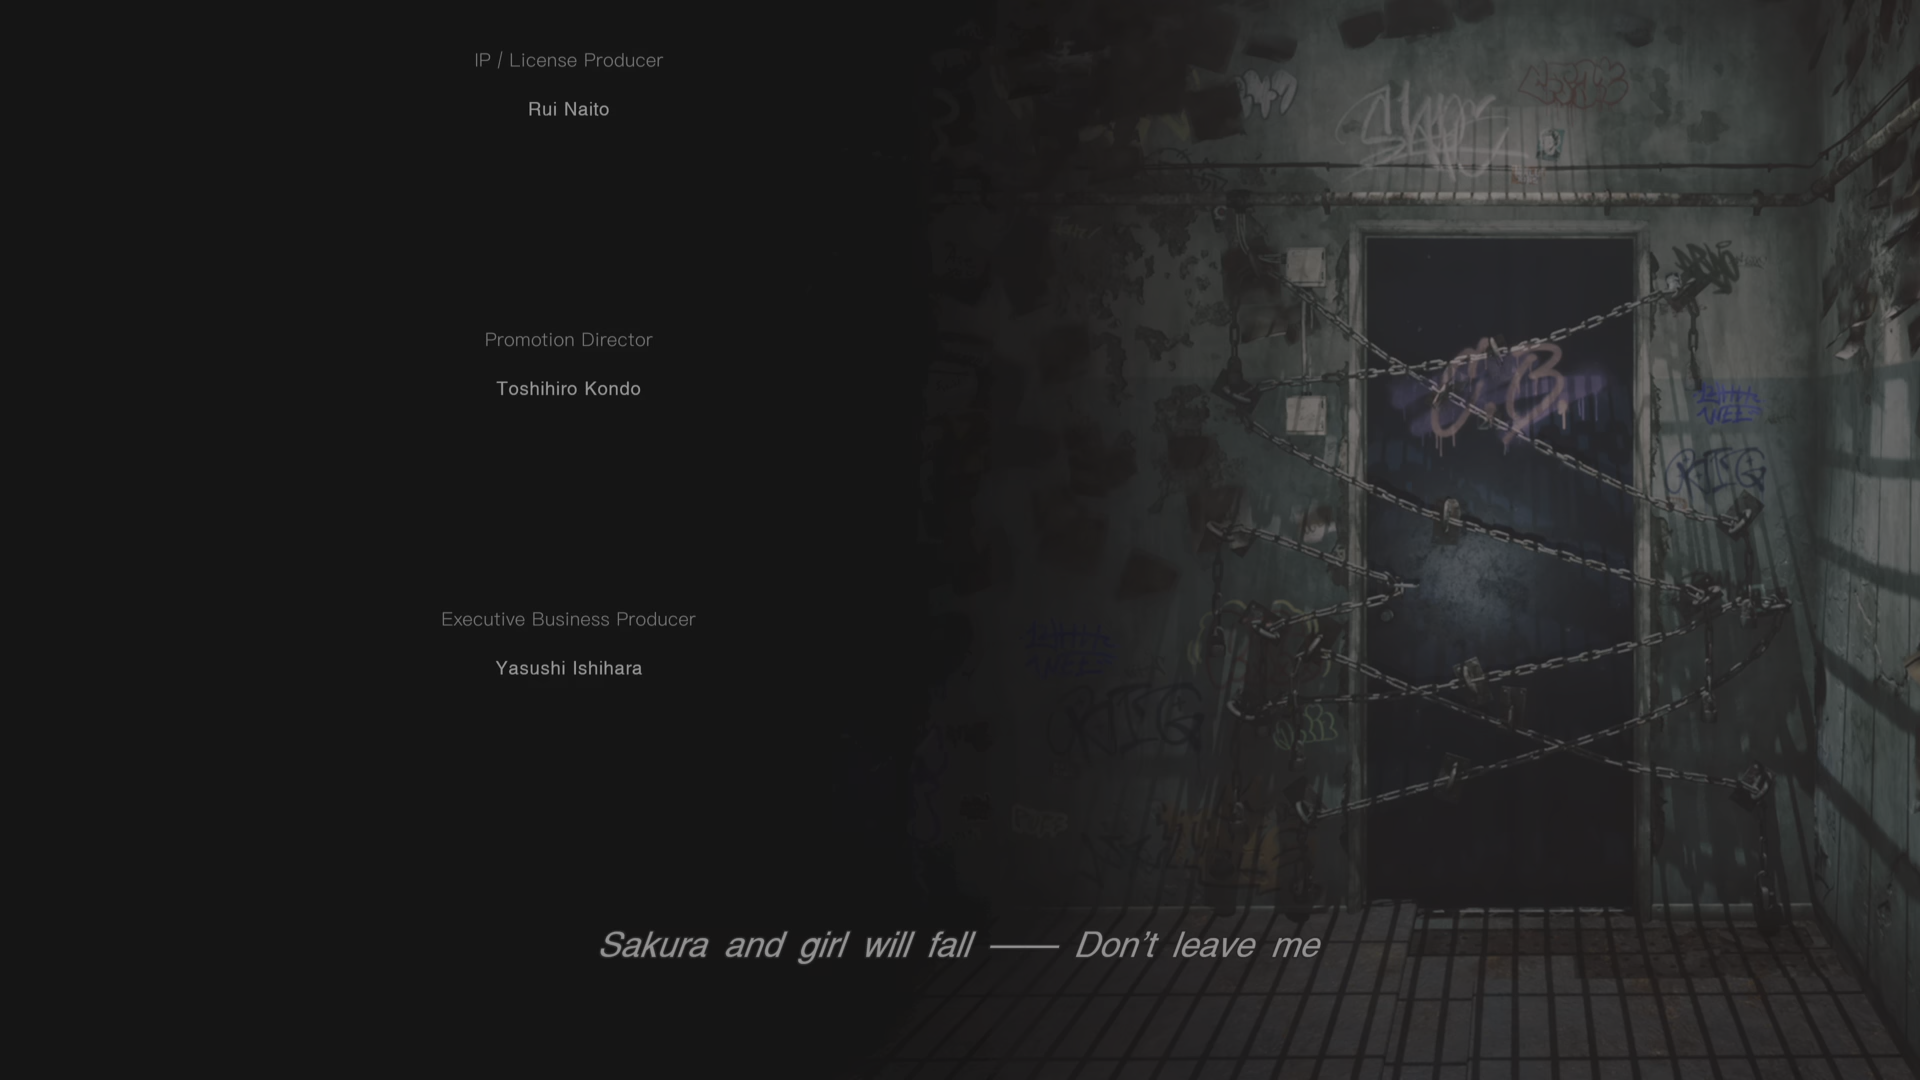 IP / License Producer
Rui Naito
Promotion Director
Toshihiro Kondo
Executive Business Producer
Yasushi Ishihara
C.B.
Sakura and girl will fall —— Don't leave me